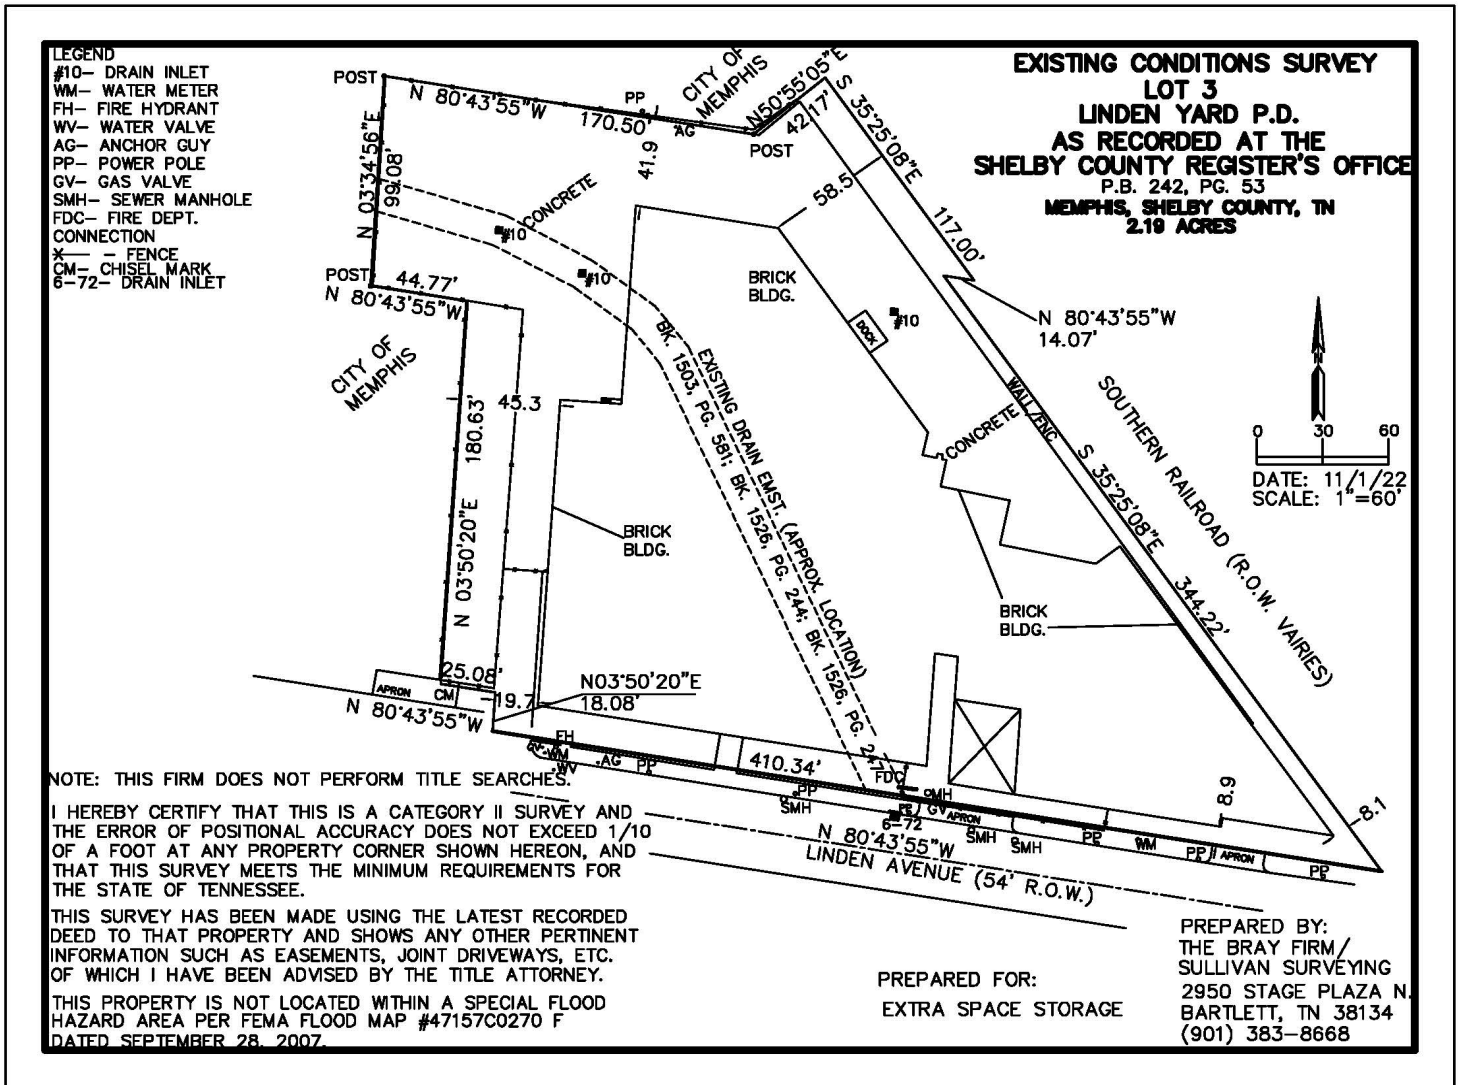 LEGEND
#10– DRAIN INLET
WM– WATER METER
FH– FIRE HYDRANT
WV– WATER VALVE
AG– ANCHOR GUY
PP– POWER POLE
GV– GAS VALVE
SMH– SEWER MANHOLE
FDC– FIRE DEPT.
CONNECTION
X—— – FENCE
CM– CHISEL MARK
6–72– DRAIN INLET
EXISTING CONDITIONS SURVEY
LOT 3
LINDEN YARD P.D.
AS RECORDED AT THE
SHELBY COUNTY REGISTER'S OFFICE
P.B. 242, PG. 53
MEMPHIS, SHELBY COUNTY, TN
2.19 ACRES
POST
N 80°43'55"W
170.50'
PP
AG
CITY OF
MEMPHIS
N50°55'05"E
42.17'
POST
S 35°25'08"E
117.00'
N 03°34'56"E
99.08'
41.9
58.5
CONCRETE
#10
#10
POST
44.77'
N 80°43'55"W
BRICK
BLDG.
DOCK
#10
N 80°43'55"W
14.07'
N
0 30 60
DATE: 11/1/22
SCALE: 1"=60'
CITY OF
MEMPHIS
45.3
180.63'
N 03°50'20"E
EXISTING DRAIN EMST. (APPROX. LOCATION)
BK. 1503, PG. 581; BK. 1526, PG. 244; BK. 1526, PG. 247
WALL/FNC
CONCRETE
SOUTHERN RAILROAD (R.O.W. VAIRIES)
S 35°25'08"E
344.22'
BRICK
BLDG.
BRICK
BLDG.
25.08'
APRON
CM
19.7
N03°50'20"E
18.08'
N 80°43'55"W
FH
WM
WV
AG
PP
410.34'
PP
SMH
FDC
MH
PP
GV
APRON
6–72
SMH
SMH
PP
WM
PP
APRON
PP
8.9
8.1
N 80°43'55"W
LINDEN AVENUE (54' R.O.W.)
NOTE: THIS FIRM DOES NOT PERFORM TITLE SEARCHES.
I HEREBY CERTIFY THAT THIS IS A CATEGORY II SURVEY AND
THE ERROR OF POSITIONAL ACCURACY DOES NOT EXCEED 1/10
OF A FOOT AT ANY PROPERTY CORNER SHOWN HEREON, AND
THAT THIS SURVEY MEETS THE MINIMUM REQUIREMENTS FOR
THE STATE OF TENNESSEE.
THIS SURVEY HAS BEEN MADE USING THE LATEST RECORDED
DEED TO THAT PROPERTY AND SHOWS ANY OTHER PERTINENT
INFORMATION SUCH AS EASEMENTS, JOINT DRIVEWAYS, ETC.
OF WHICH I HAVE BEEN ADVISED BY THE TITLE ATTORNEY.
THIS PROPERTY IS NOT LOCATED WITHIN A SPECIAL FLOOD
HAZARD AREA PER FEMA FLOOD MAP #47157C0270 F
DATED SEPTEMBER 28, 2007.
PREPARED FOR:
EXTRA SPACE STORAGE
PREPARED BY:
THE BRAY FIRM/
SULLIVAN SURVEYING
2950 STAGE PLAZA N.
BARTLETT, TN 38134
(901) 383–8668